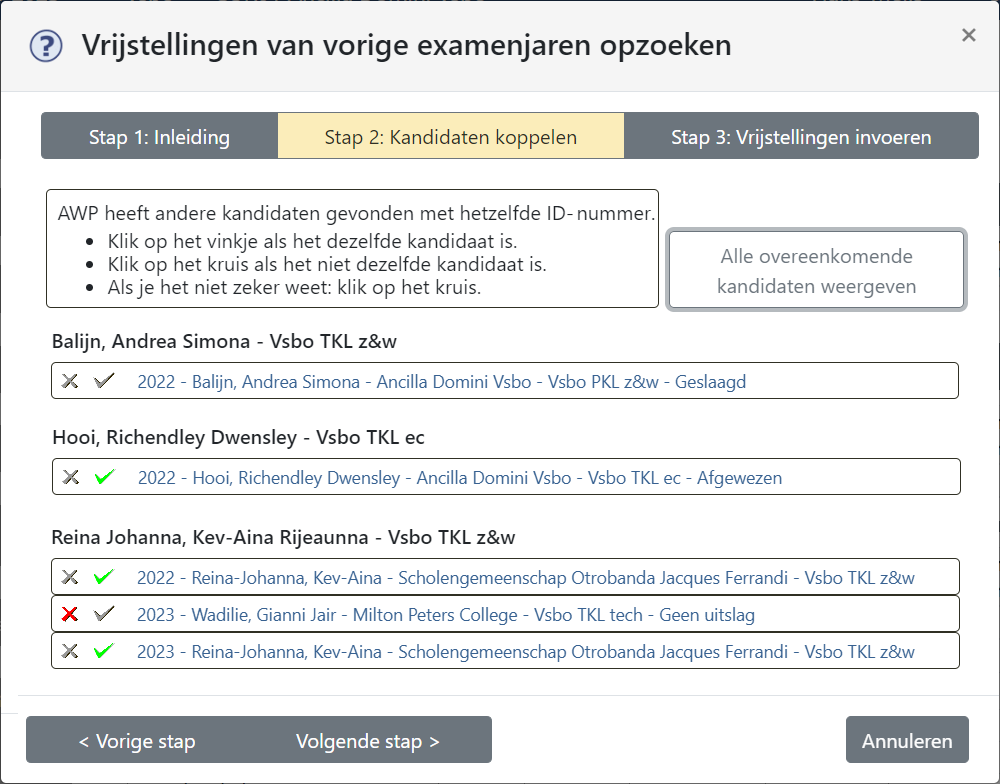 Vrijstellingen van vorige examenjaren opzoeken
Stap 1: Inleiding
Stap 2: Kandidaten koppelen
Stap 3: Vrijstellingen invoeren
AWP heeft andere kandidaten gevonden met hetzelfde ID-nummer.
• Klik op het vinkje als het dezelfde kandidaat is.
• Klik op het kruis als het niet dezelfde kandidaat is.
• Als je het niet zeker weet: klik op het kruis.
Alle overeenkomende
kandidaten weergeven
Balijn, Andrea Simona - Vsbo TKL z&w
2022 - Balijn, Andrea Simona - Ancilla Domini Vsbo - Vsbo PKL z&w - Geslaagd
Hooi, Richendley Dwensley - Vsbo TKL ec
2022 - Hooi, Richendley Dwensley - Ancilla Domini Vsbo - Vsbo TKL ec - Afgewezen
Reina Johanna, Kev-Aina Rijeaunna - Vsbo TKL z&w
2022 - Reina-Johanna, Kev-Aina - Scholengemeenschap Otrobanda Jacques Ferrandi - Vsbo TKL z&w
2023 - Wadilie, Gianni Jair - Milton Peters College - Vsbo TKL tech - Geen uitslag
2023 - Reina-Johanna, Kev-Aina - Scholengemeenschap Otrobanda Jacques Ferrandi - Vsbo TKL z&w
< Vorige stap
Volgende stap >
Annuleren